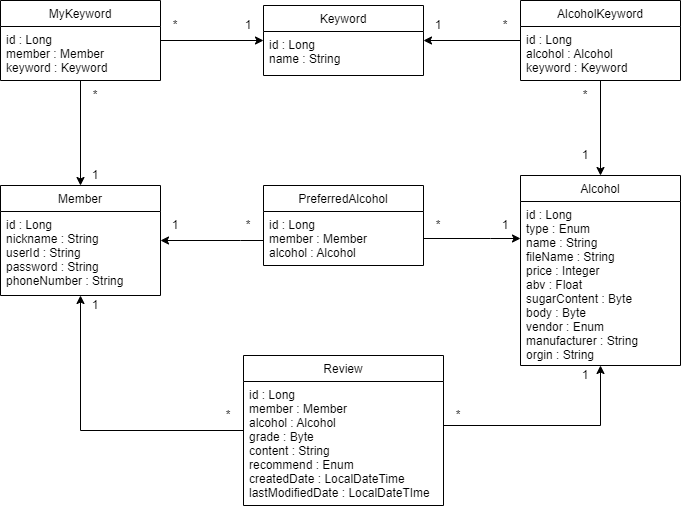 MyKeyword
id : Long
member : Member
keyword : Keyword
*
1
Keyword
id : Long
name : String
1
*
AlcoholKeyword
id : Long
alcohol : Alcohol
keyword : Keyword
*
1
*
1
Member
id : Long
nickname : String
userId : String
password : String
phoneNumber : String
1
*
PreferredAlcohol
id : Long
member : Member
alcohol : Alcohol
*
1
Alcohol
id : Long
type : Enum
name : String
fileName : String
price : Integer
abv : Float
sugarContent : Byte
body : Byte
vendor : Enum
manufacturer : String
orgin : String
1
*
Review
id : Long
member : Member
alcohol : Alcohol
grade : Byte
content : String
recommend : Enum
createdDate : LocalDateTime
lastModifiedDate : LocalDateTIme
*
1